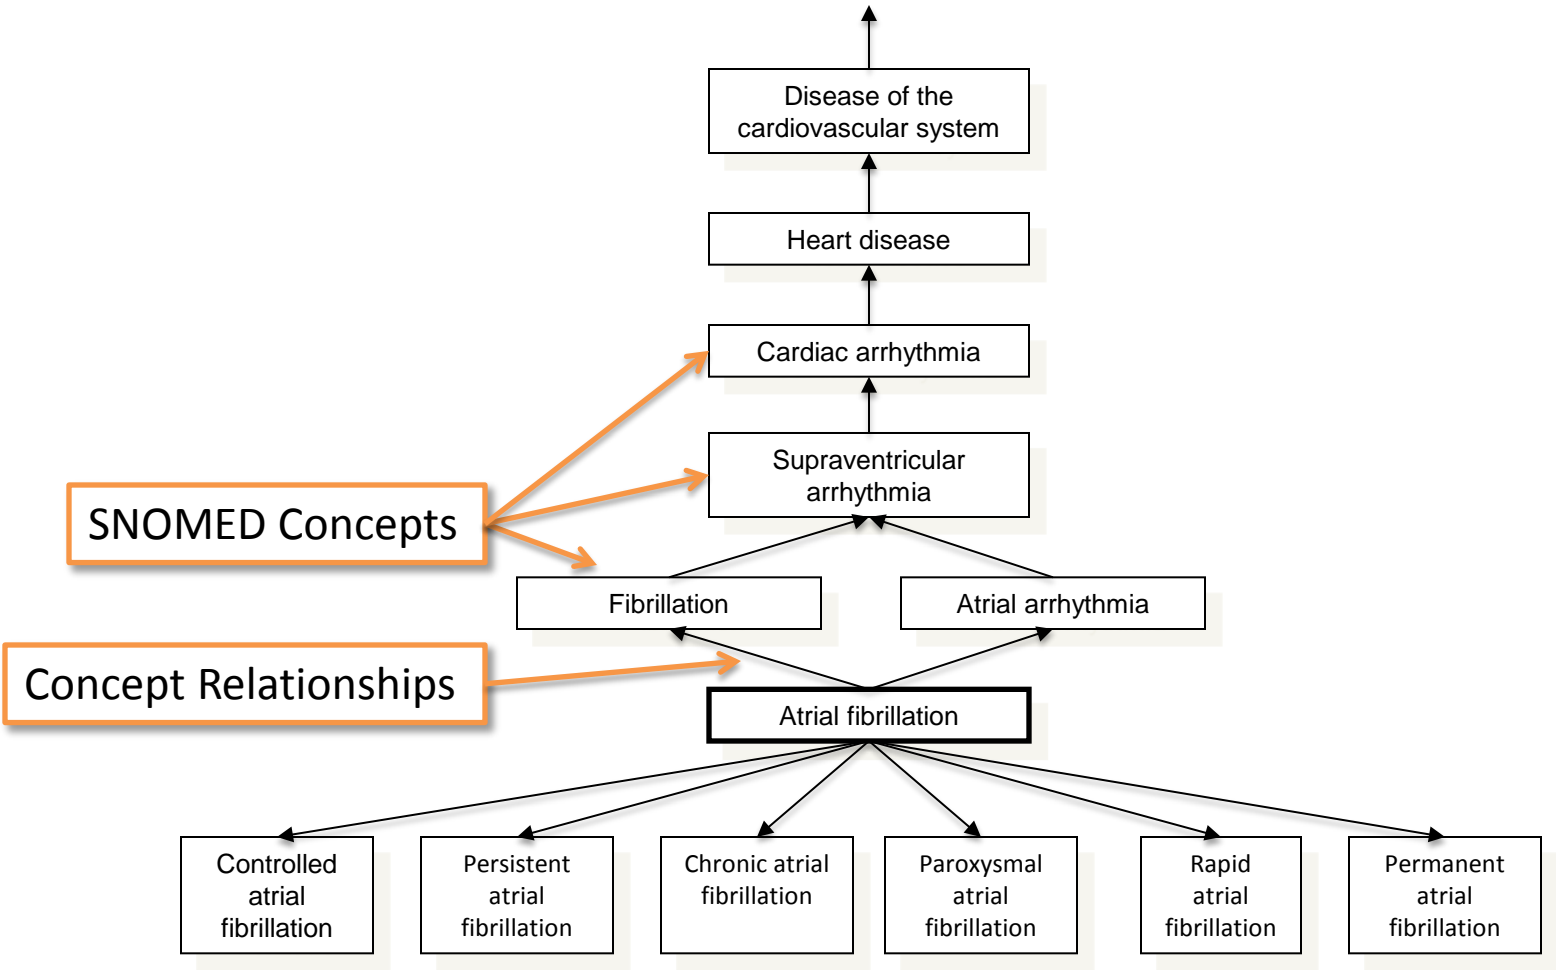 Disease of the
cardiovascular system
Heart disease
Cardiac arrhythmia
Supraventricular
arrhythmia
SNOMED Concepts
Fibrillation
Atrial arrhythmia
Concept Relationships
Atrial fibrillation
Controlled
atrial
fibrillation
Persistent
atrial
fibrillation
Chronic atrial
fibrillation
Paroxysmal
atrial
fibrillation
Rapid
atrial
fibrillation
Permanent
atrial
fibrillation